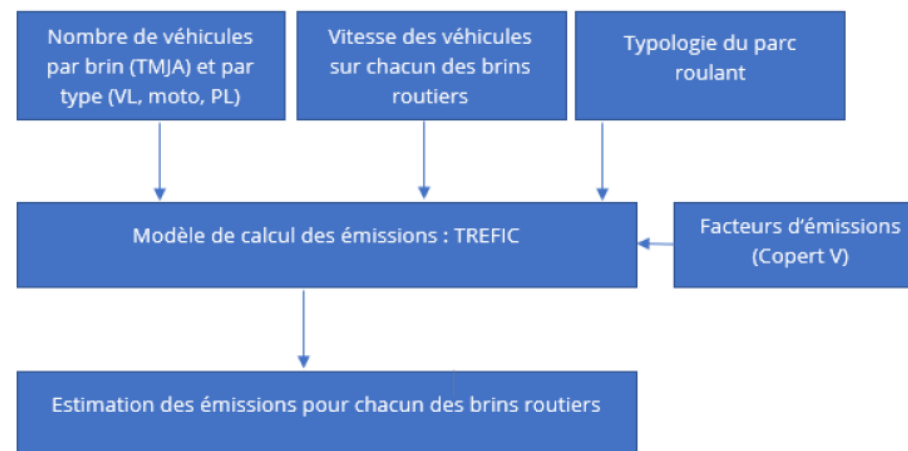 Nombre de véhicules
par brin (TMJA) et par
type (VL, moto, PL)
Vitesse des véhicules
sur chacun des brins
routiers
Typologie du parc
roulant
Modèle de calcul des émissions : TREFIC
Facteurs d'émissions
(Copert V)
Estimation des émissions pour chacun des brins routiers